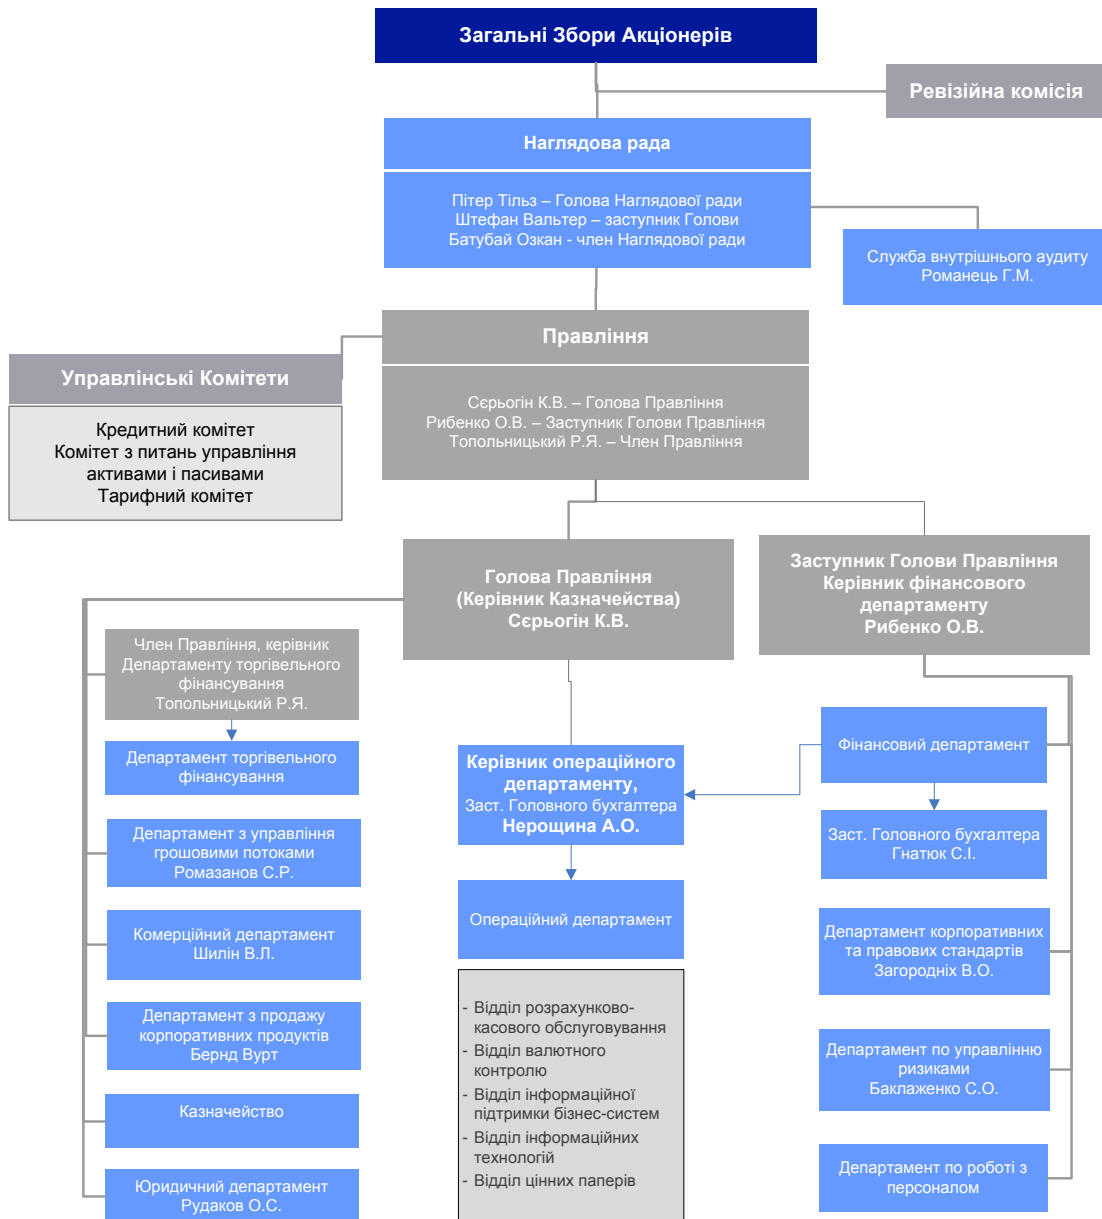 Загальні Збори Акціонерів
Ревізійна комісія
Наглядова рада
Пітер Тільз – Голова Наглядової ради
Штефан Вальтер – заступник Голови
Батубай Озкан - член Наглядової ради
Служба внутрішнього аудиту
Романець Г.М.
Правління
Сєрьогін К.В. – Голова Правління
Рибенко О.В. – Заступник Голови Правління
Топольницький Р.Я. – Член Правління
Управлінські Комітети
Кредитний комітет
Комітет з питань управління
активами і пасивами
Тарифний комітет
Голова Правління
(Керівник Казначейства)
Сєрьогін К.В.
Заступник Голови Правління
Керівник фінансового
департаменту
Рибенко О.В.
Член Правління, керівник
Департаменту торгівельного
фінансування
Топольницький Р.Я.
Департамент торгівельного
фінансування
Департамент з управління
грошовими потоками
Ромазанов С.Р.
Комерційний департамент
Шилін В.Л.
Департамент з продажу
корпоративних продуктів
Бернд Вурт
Казначейство
Юридичний департамент
Рудаков О.С.
Керівник операційного
департаменту,
Заст. Головного бухгалтера
Нерощина А.О.
Операційний департамент
- Відділ розрахунково-
касового обслуговування
- Відділ валютного
контролю
- Відділ інформаційної
підтримки бізнес-систем
- Відділ інформаційних
технологій
- Відділ цінних паперів
Фінансовий департамент
Заст. Головного бухгалтера
Гнатюк С.І.
Департамент корпоративних
та правових стандартів
Загородніх В.О.
Департамент по управлінню
ризиками
Баклаженко С.О.
Департамент по роботі з
персоналом